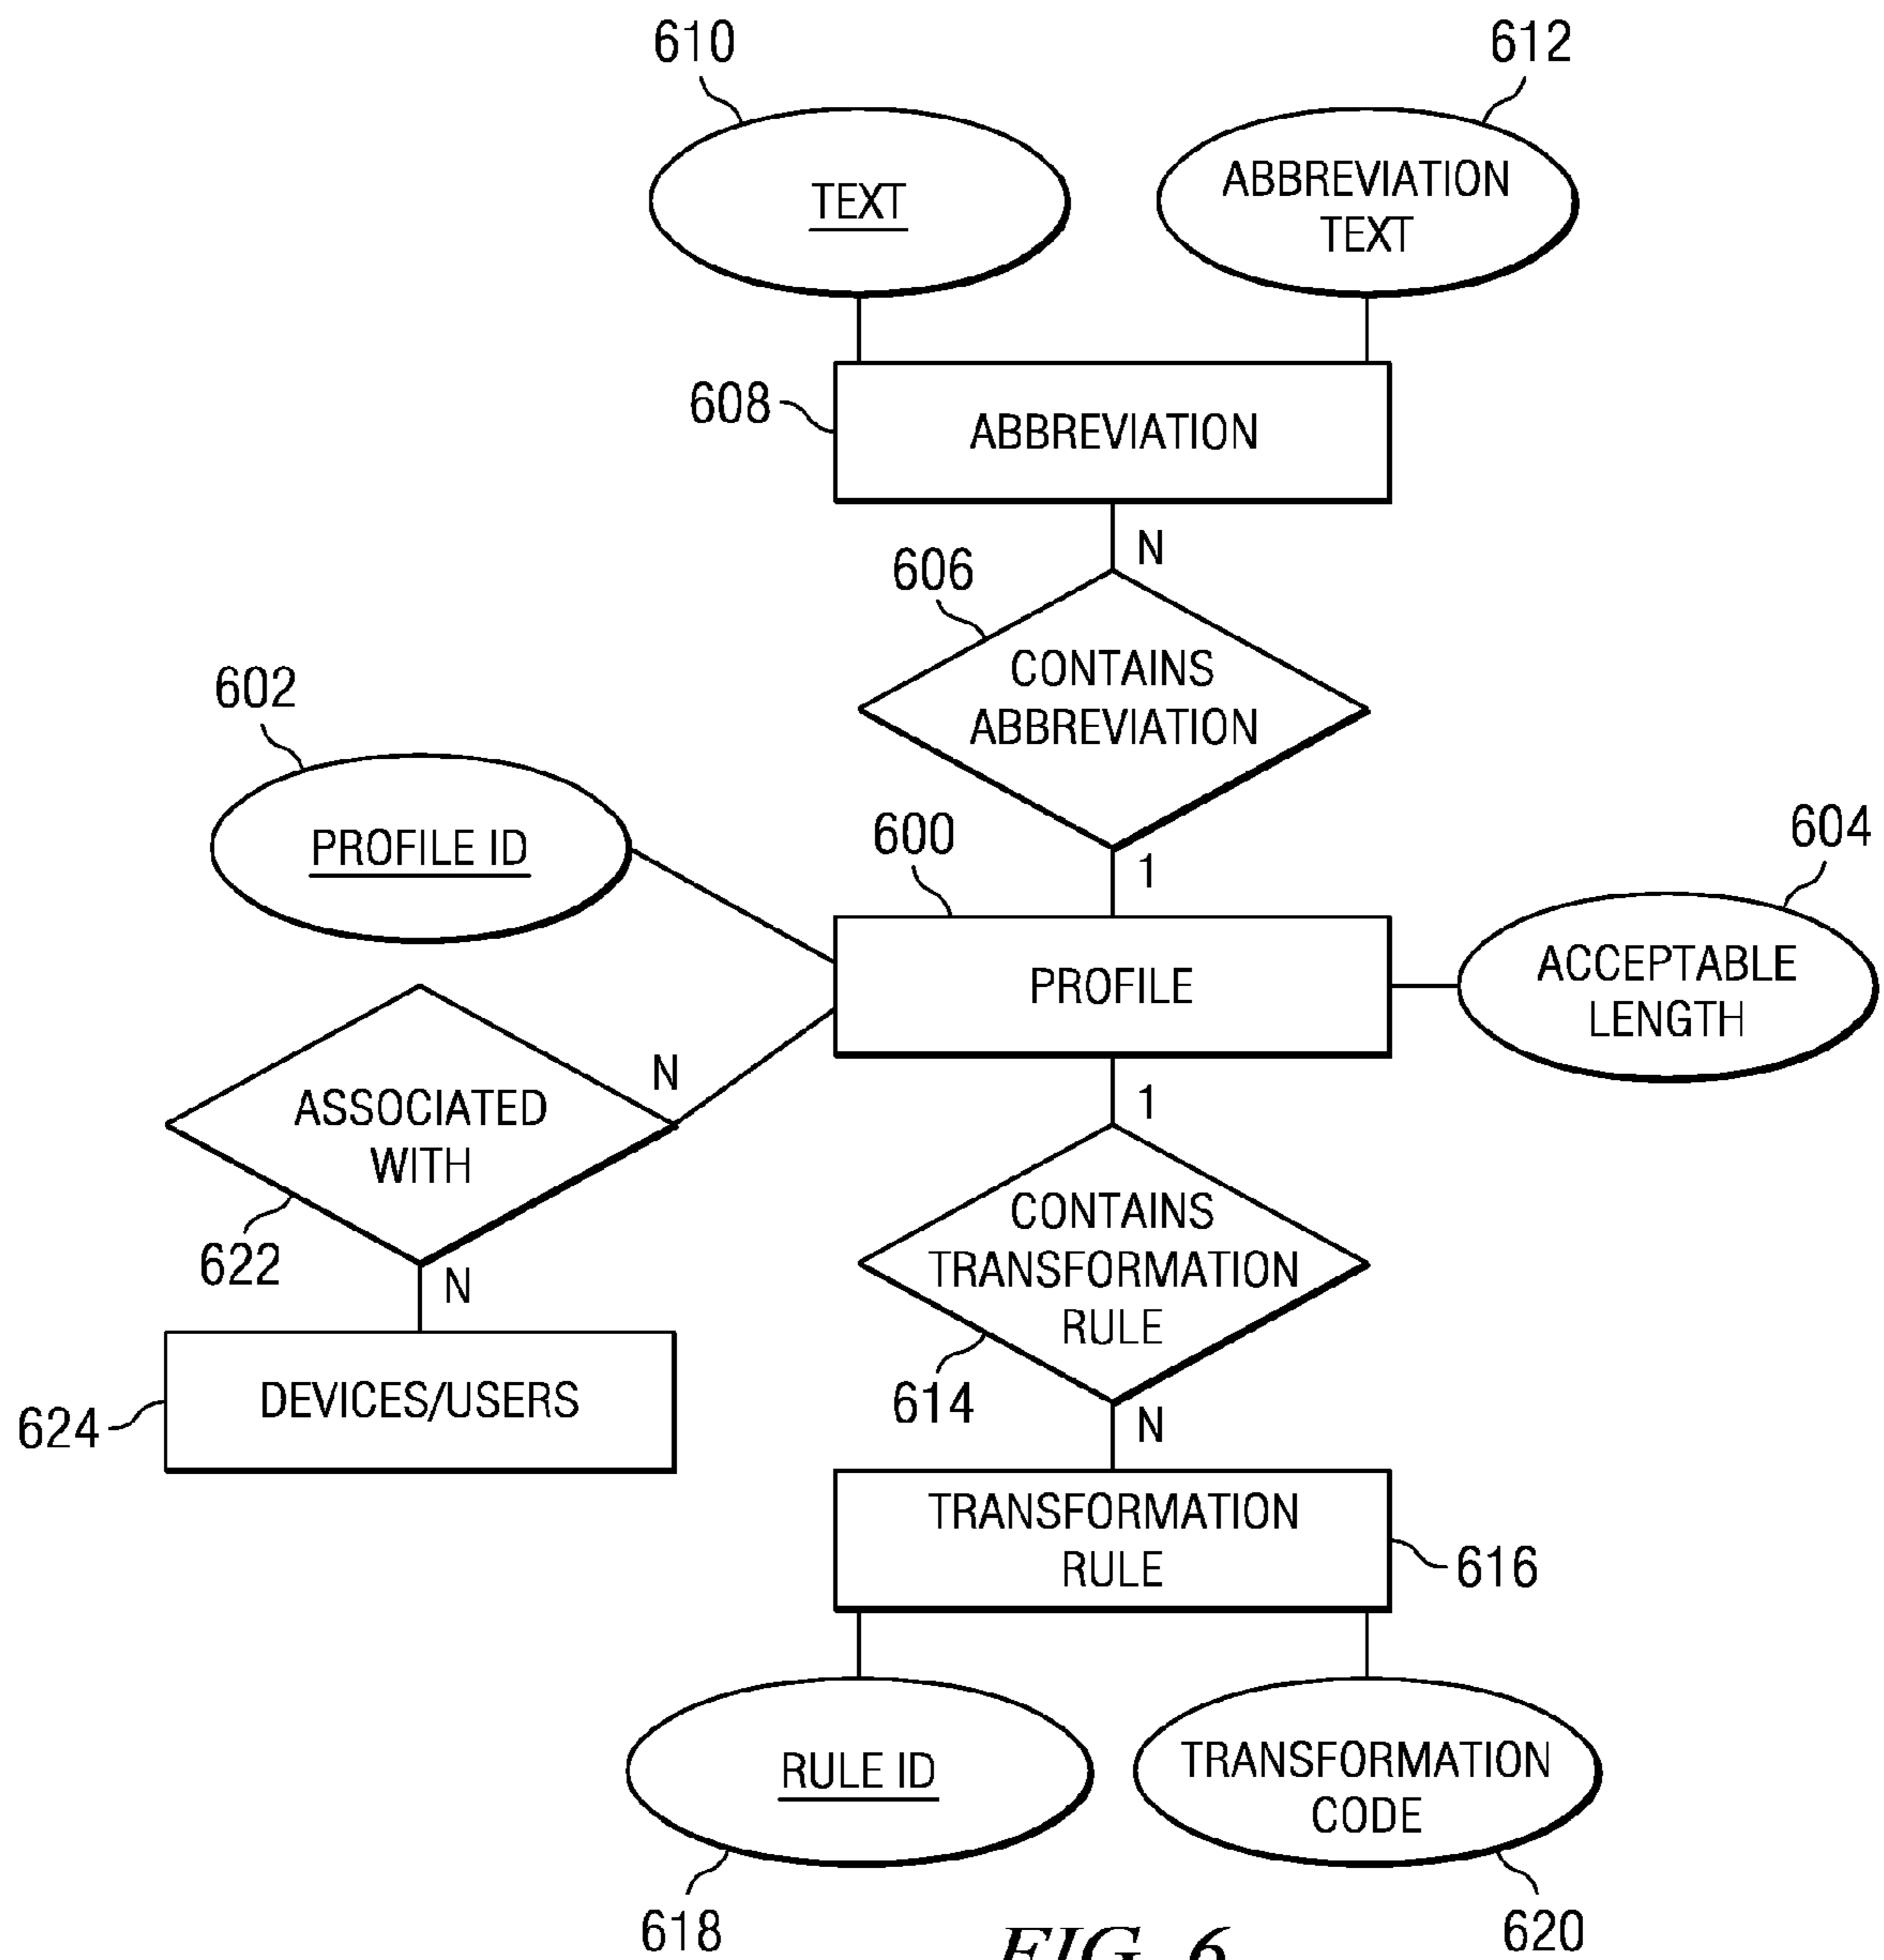 610
612
TEXT
ABBREVIATION
TEXT
608
ABBREVIATION
N
606
CONTAINS
ABBREVIATION
602
PROFILE ID
1
600
604
PROFILE
ACCEPTABLE
LENGTH
N
ASSOCIATED
WITH
622
N
1
CONTAINS
TRANSFORMATION
RULE
614
N
624
DEVICES/USERS
TRANSFORMATION
RULE
616
RULE ID
TRANSFORMATION
CODE
618
620
FIG. 6